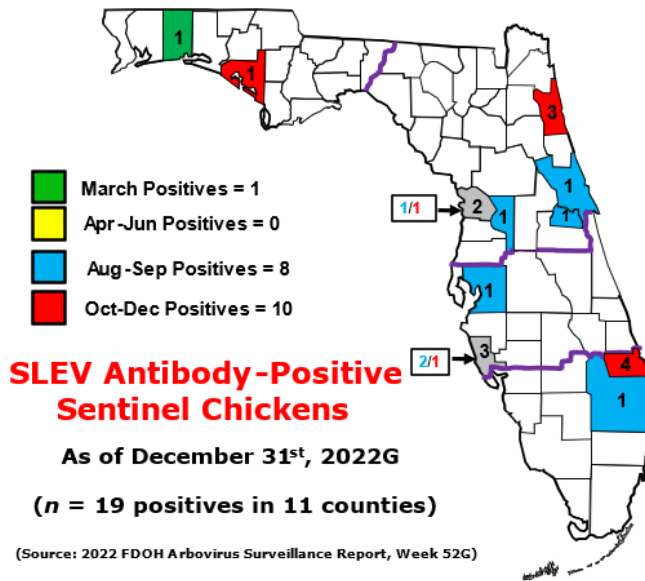 1
1
3
1
1/1
2
1
1
March Positives = 1
Apr-Jun Positives = 0
Aug-Sep Positives = 8
Oct-Dec Positives = 10
1
2/1
3
4
1
SLEV Antibody-Positive
Sentinel Chickens
As of December 31st, 2022G
(n = 19 positives in 11 counties)
(Source: 2022 FDOH Arbovirus Surveillance Report, Week 52G)